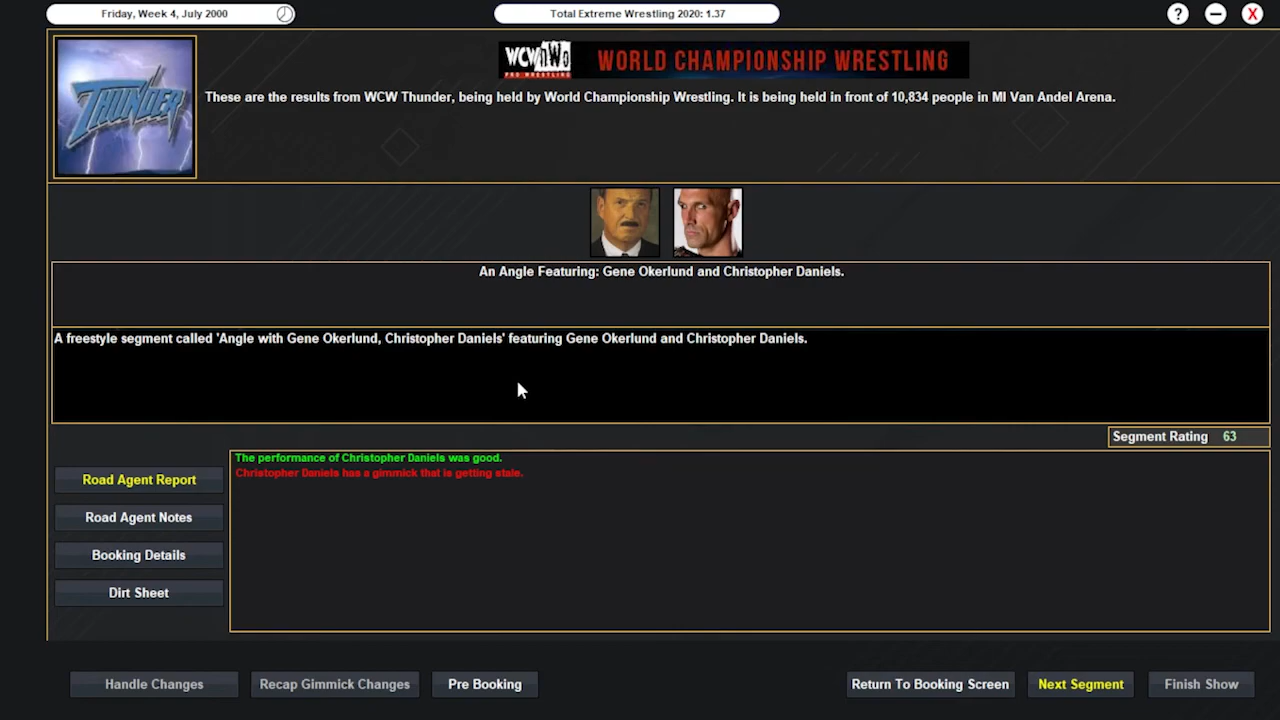 Friday, Week 4, July 2000
Total Extreme Wrestling 2020: 1.37
?
X
THUNDER
WCW nWo
PRO WRESTLING
WORLD CHAMPIONSHIP WRESTLING
These are the results from WCW Thunder, being held by World Championship Wrestling. It is being held in front of 10,834 people in MI Van Andel Arena.
An Angle Featuring: Gene Okerlund and Christopher Daniels.
A freestyle segment called 'Angle with Gene Okerlund, Christopher Daniels' featuring Gene Okerlund and Christopher Daniels.
Segment Rating 63
The performance of Christopher Daniels was good.
Christopher Daniels has a gimmick that is getting stale.
Road Agent Report
Road Agent Notes
Booking Details
Dirt Sheet
Handle Changes
Recap Gimmick Changes
Pre Booking
Return To Booking Screen
Next Segment
Finish Show